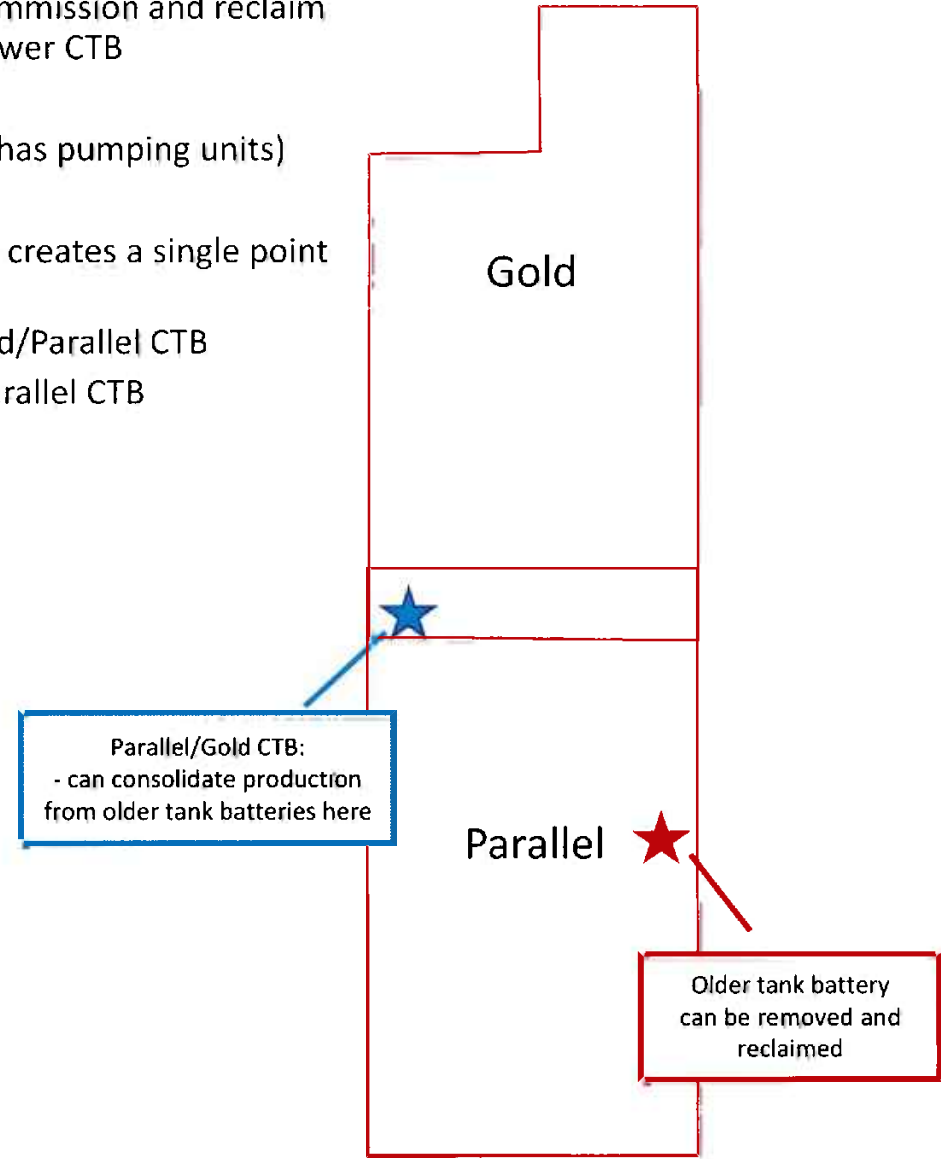 mmission and reclaim
wer CTB
has pumping units)
creates a single point
d/Parallel CTB
rallel CTB
Gold
Parallel/Gold CTB:
- can consolidate production
from older tank batteries here
Parallel
Older tank battery
can be removed and
reclaimed